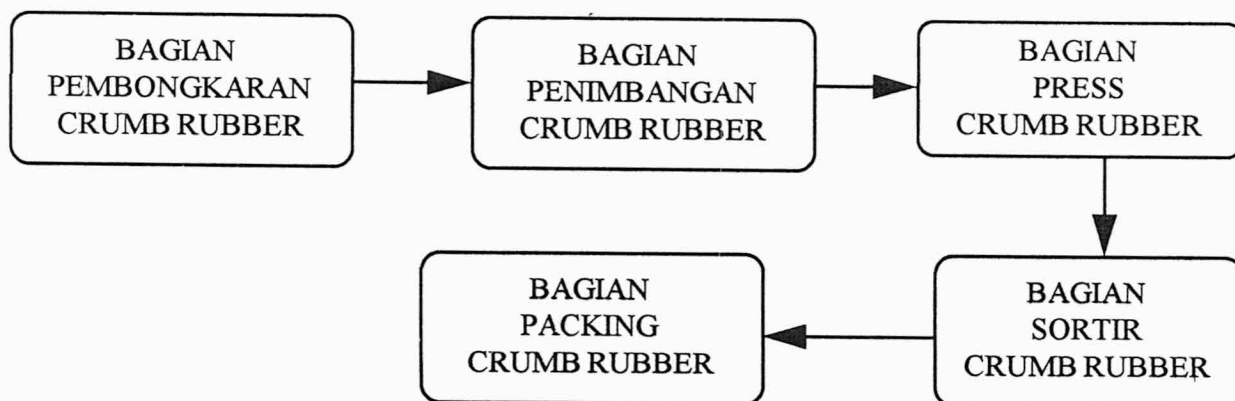 BAGIAN
PEMBONGKARAN
CRUMB RUBBER
BAGIAN
PENIMBANGAN
CRUMB RUBBER
BAGIAN
PRESS
CRUMB RUBBER
BAGIAN
SORTIR
CRUMB RUBBER
BAGIAN
PACKING
CRUMB RUBBER